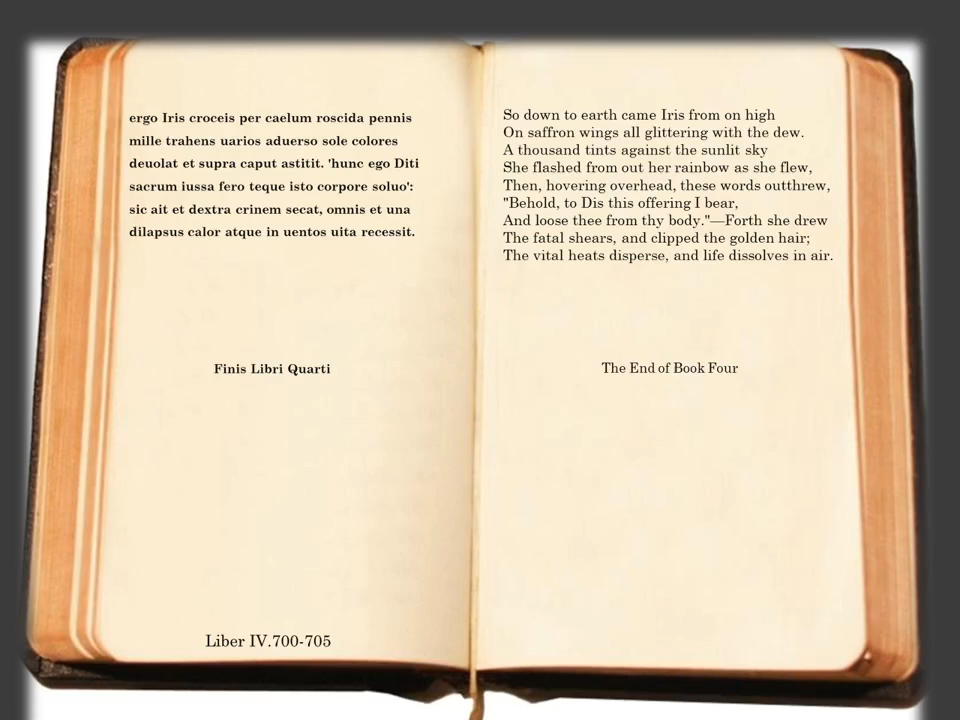 ergo Iris croceis per caelum roscida pennis
mille trahens uarios aduerso sole colores
deuolat et supra caput astitit. 'hunc ego Diti
sacrum iussa fero teque isto corpore soluo':
sic ait et dextra crinem secat, omnis et una
dilapsus calor atque in uentos uita recessit.
Finis Libri Quarti
Liber IV.700-705
So down to earth came Iris from on high
On saffron wings all glittering with the dew.
A thousand tints against the sunlit sky
She flashed from out her rainbow as she flew,
Then, hovering overhead, these words outthrew,
"Behold, to Dis this offering I bear,
And loose thee from thy body."—Forth she drew
The fatal shears, and clipped the golden hair;
The vital heats disperse, and life dissolves in air.
The End of Book Four